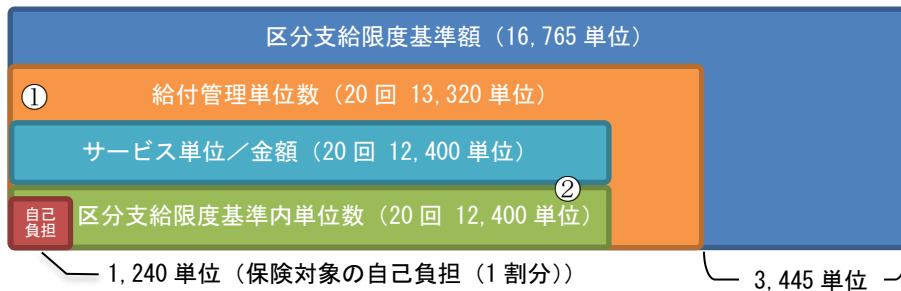 区分支給限度基準額（16,765 単位）
① 給付管理単位数（20 回 13,320 単位）
サービス単位／金額（20 回 12,400 単位）
②
自己
負担
区分支給限度基準内単位数（20 回 12,400 単位）
1,240 単位（保険対象の自己負担（1 割分））
3,445 単位